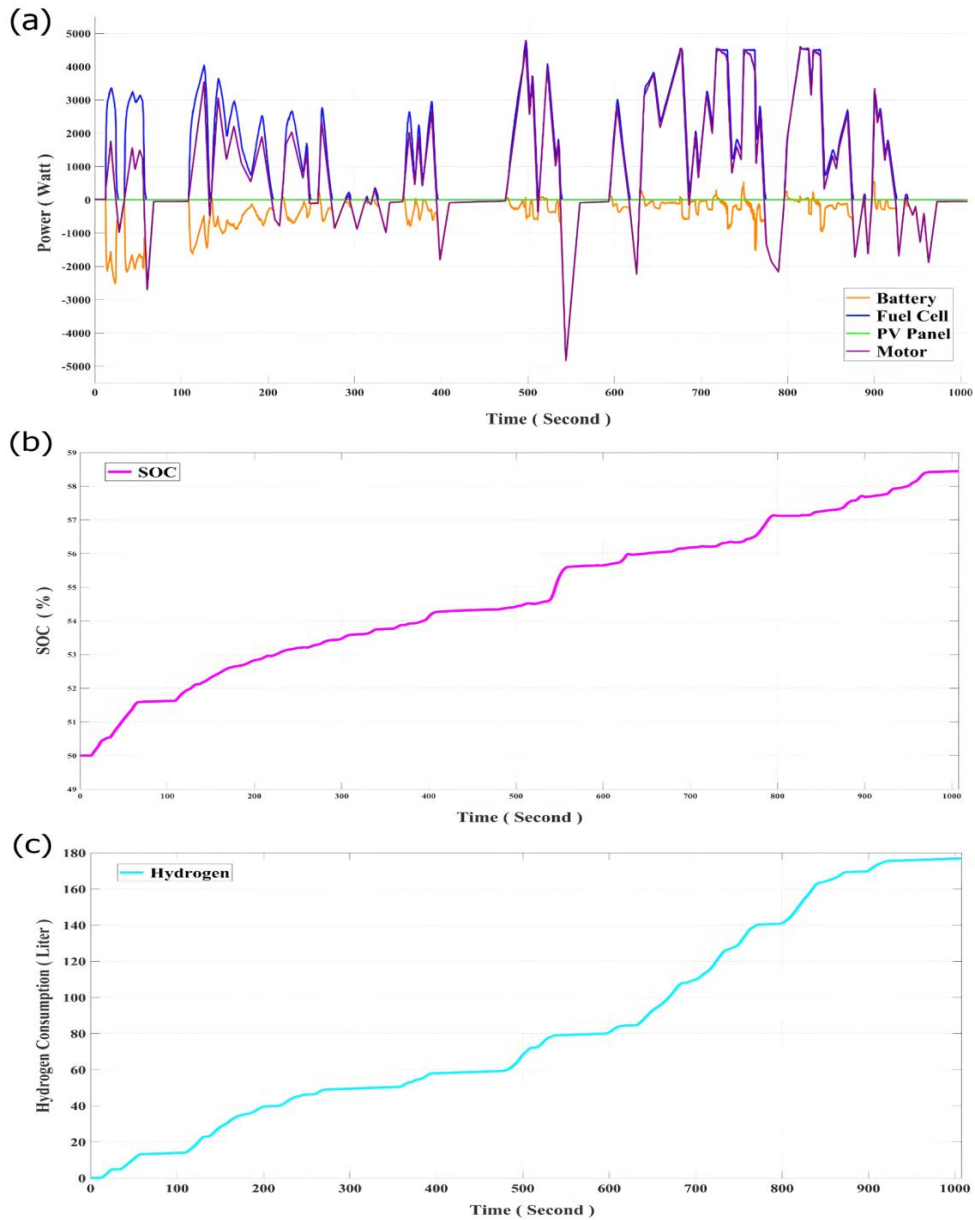 (a)
5000
4000
3000
2000
1000
0
-1000
-2000
-3000
-4000
-5000
Power ( Watt )
Battery
Fuel Cell
PV Panel
Motor
0 100 200 300 400 500 600 700 800 900 1000
Time ( Second )
(b)
59
58
57
56
55
54
53
52
51
50
49
SOC ( % )
SOC
0 100 200 300 400 500 600 700 800 900 1000
Time ( Second )
(c)
180
160
140
120
100
80
60
40
20
0
Hydrogen Consumption ( Liter )
Hydrogen
0 100 200 300 400 500 600 700 800 900 1000
Time ( Second )